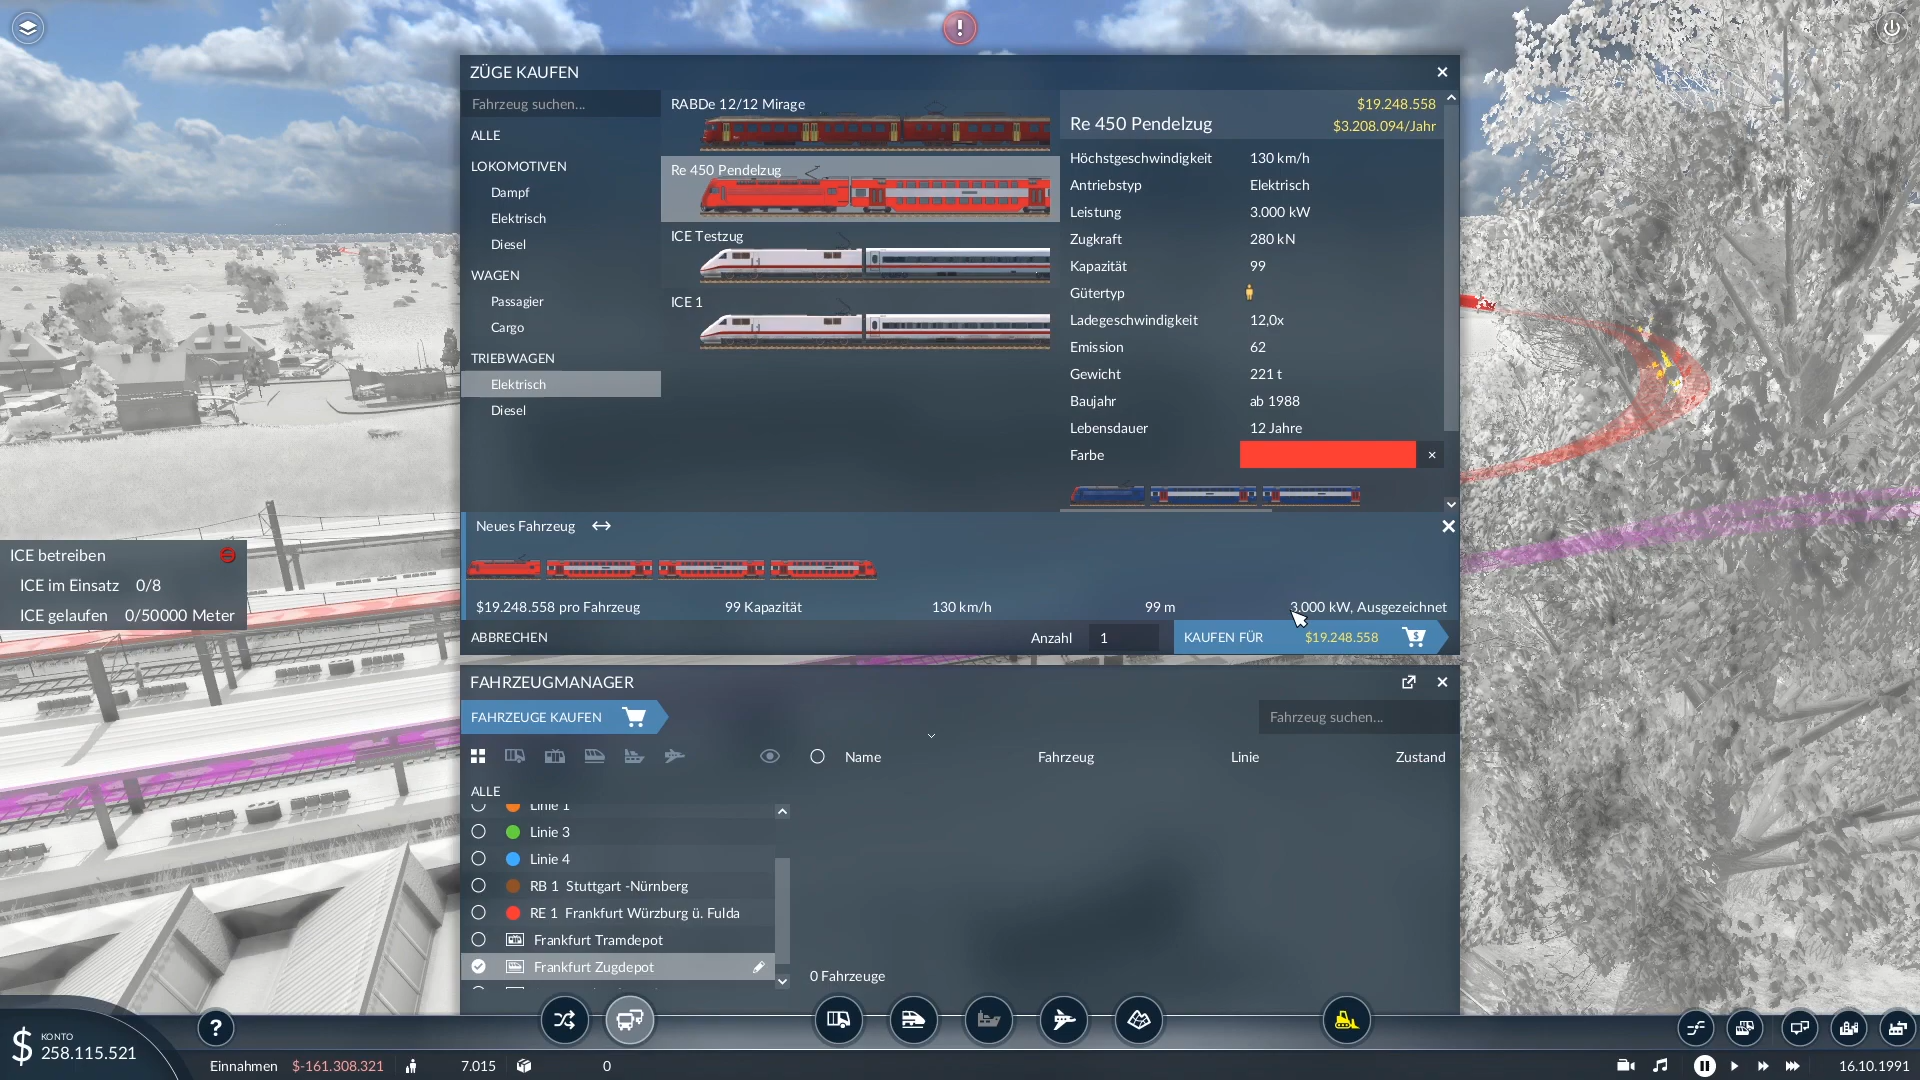 ZÜGE KAUFEN
Fahrzeug suchen...
ALLE
LOKOMOTIVEN
Dampf
Elektrisch
Diesel
WAGEN
Passagier
Cargo
TRIEBWAGEN
Elektrisch
Diesel
RABDe 12/12 Mirage
Re 450 Pendelzug
ICE Testzug
ICE 1
$19.248.558
Re 450 Pendelzug
$3.208.094/Jahr
Höchstgeschwindigkeit 130 km/h
Antriebstyp Elektrisch
Leistung 3.000 kW
Zugkraft 280 kN
Kapazität 99
Gütertyp
Ladegeschwindigkeit 12,0x
Emission 62
Gewicht 221 t
Baujahr ab 1988
Lebensdauer 12 Jahre
Farbe
Neues Fahrzeug
$19.248.558 pro Fahrzeug 99 Kapazität 130 km/h 99 m 3.000 kW, Ausgezeichnet
ABBRECHEN Anzahl 1 KAUFEN FÜR $19.248.558
ICE betreiben
ICE im Einsatz 0/8
ICE gelaufen 0/50000 Meter
FAHRZEUGMANAGER
FAHRZEUGE KAUFEN
Fahrzeug suchen...
Name Fahrzeug Linie Zustand
ALLE
Linie 1
Linie 3
Linie 4
RB 1 Stuttgart -Nürnberg
RE 1 Frankfurt Würzburg ü. Fulda
Frankfurt Tramdepot
Frankfurt Zugdepot
0 Fahrzeuge
KONTO
258.115.521
Einnahmen $-161.308.321 7.015 0 16.10.1991